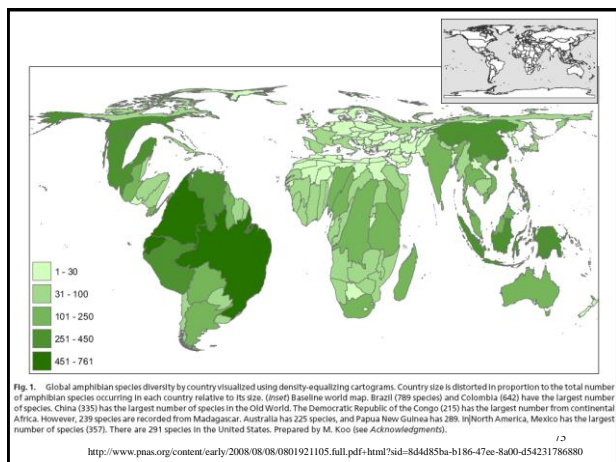 1 - 30
31 - 100
101 - 250
251 - 450
451 - 761
Fig. 1. Global amphibian species diversity by country visualized using density-equalizing cartograms. Country size is distorted in proportion to the total number
of amphibian species occurring in each country relative to its size. (Inset) Baseline world map. Brazil (789 species) and Colombia (642) have the largest number
of species. China (335) has the largest number of species in the Old World. The Democratic Republic of the Congo (215) has the largest number from continental
Africa. However, 239 species are recorded from Madagascar. Australia has 225 species, and Papua New Guinea has 289. In North America, Mexico has the largest
number of species (357). There are 291 species in the United States. Prepared by M. Koo (see Acknowledgments).
http://www.pnas.org/content/early/2008/08/08/0801921105.full.pdf+html?sid=8d4d85ba-b186-47ee-8a00-d54231786880